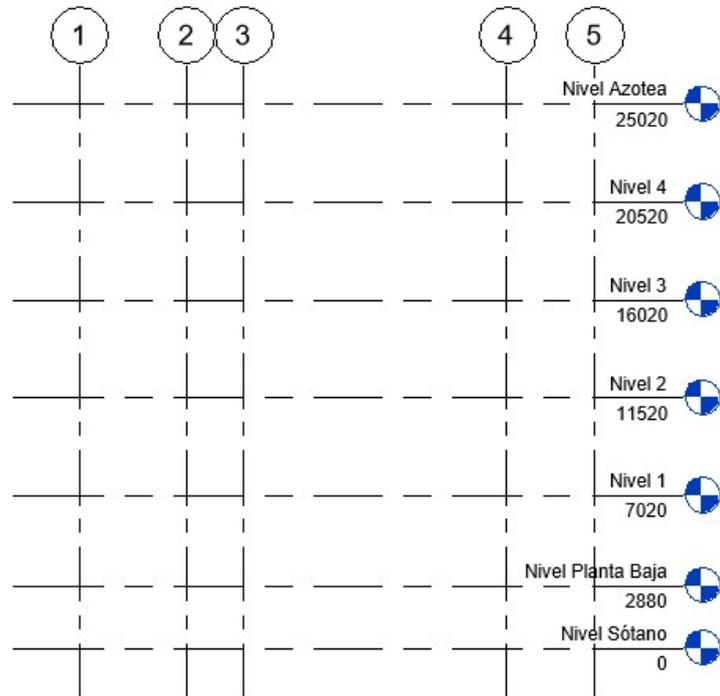 1 2 3 4 5
Nivel Azotea
25020
Nivel 4
20520
Nivel 3
16020
Nivel 2
11520
Nivel 1
7020
Nivel Planta Baja
2880
Nivel Sótano
0